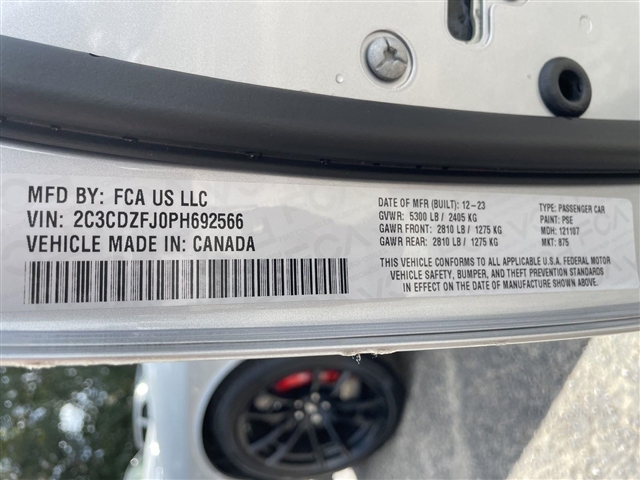 MFD BY: FCA US LLC
VIN: 2C3CDZFJ0PH692566
VEHICLE MADE IN: CANADA
DATE OF MFR (BUILT): 12-23
GVWR: 5300 LB / 2405 KG
GAWR FRONT: 2810 LB / 1275 KG
GAWR REAR: 2810 LB / 1275 KG
TYPE: PASSENGER CAR
PAINT: PSE
MDH: 121107
MKT: 875
THIS VEHICLE CONFORMS TO ALL APPLICABLE U.S.A. FEDERAL MOTOR
VEHICLE SAFETY, BUMPER, AND THEFT PREVENTION STANDARDS
IN EFFECT ON THE DATE OF MANUFACTURE SHOWN ABOVE.